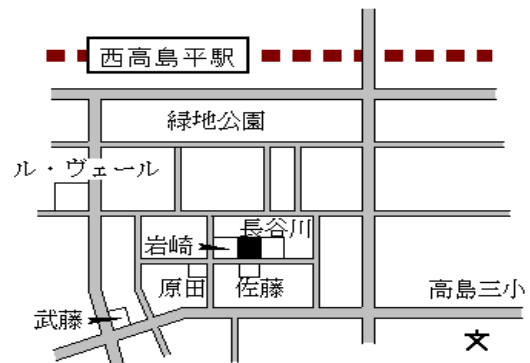 西高島平駅
緑地公園
ル・ヴェール
長谷川
岩崎
原田
佐藤
高島三小
武藤
文